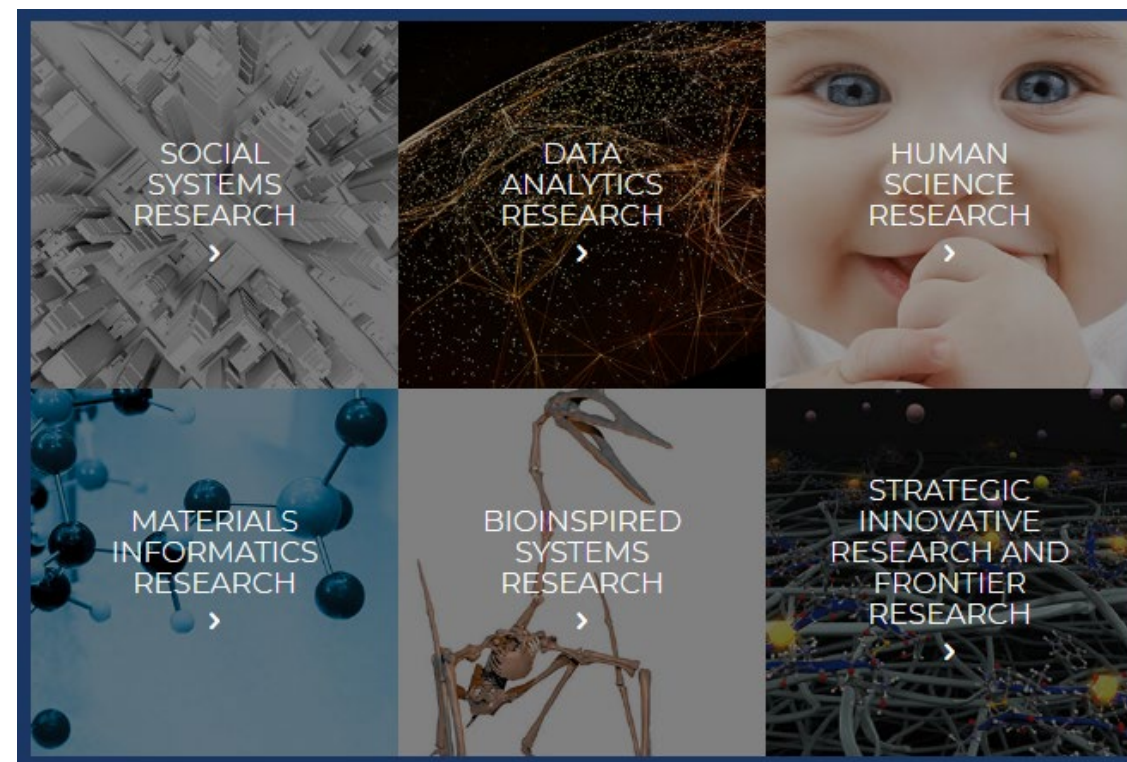 SOCIAL
SYSTEMS
RESEARCH
DATA
ANALYTICS
RESEARCH
HUMAN
SCIENCE
RESEARCH
MATERIALS
INFORMATICS
RESEARCH
BIOINSPIRED
SYSTEMS
RESEARCH
STRATEGIC
INNOVATIVE
RESEARCH AND
FRONTIER
RESEARCH